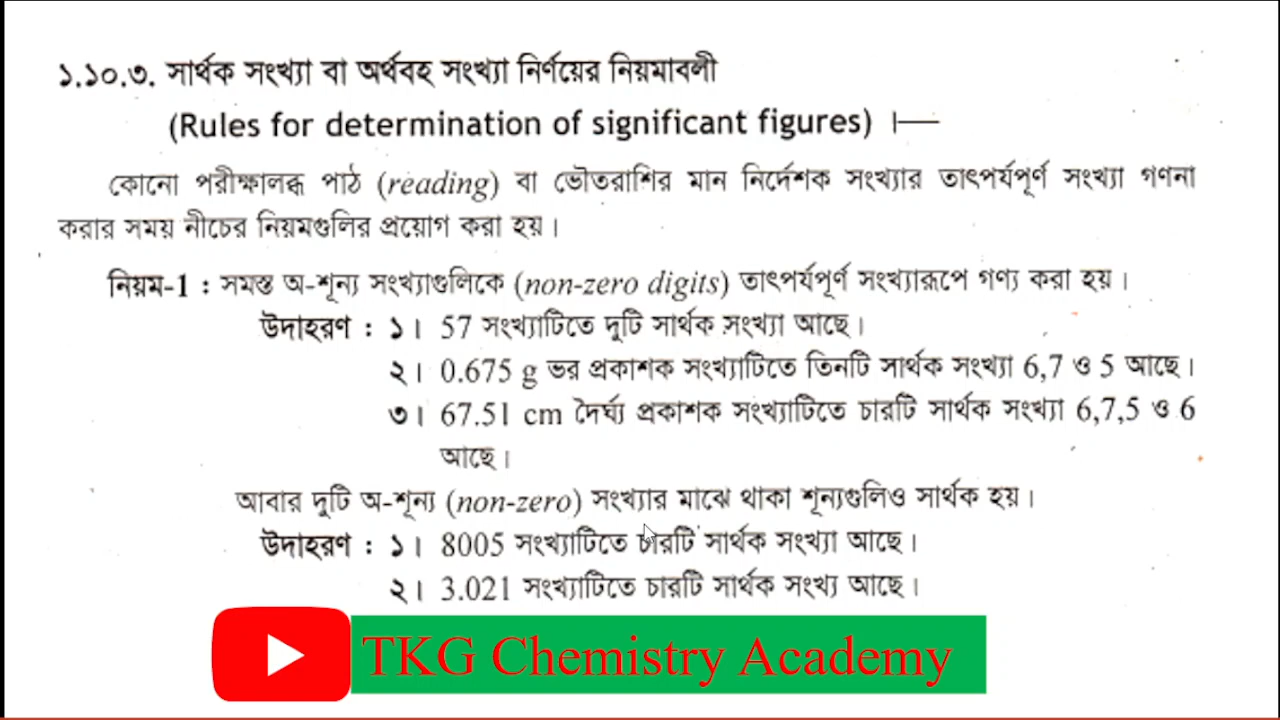 ১.১০.৩. সার্থক সংখ্যা বা অর্থবহ সংখ্যা নির্ণয়ের নিয়মাবলী
(Rules for determination of significant figures) ।—
কোনো পরীক্ষালব্ধ পাঠ (reading) বা ভৌতরাশির মান নির্দেশক সংখ্যার তাৎপর্যপূর্ণ সংখ্যা গণনা
করার সময় নীচের নিয়মগুলির প্রয়োগ করা হয়।
নিয়ম-1 : সমস্ত অ-শূন্য সংখ্যাগুলিকে (non-zero digits) তাৎপর্যপূর্ণ সংখ্যারূপে গণ্য করা হয়।
উদাহরণ : ১। 57 সংখ্যাটিতে দুটি সার্থক সংখ্যা আছে।
২। 0.675 g ভর প্রকাশক সংখ্যাটিতে তিনটি সার্থক সংখ্যা 6,7 ও 5 আছে।
৩। 67.51 cm দৈর্ঘ্য প্রকাশক সংখ্যাটিতে চারটি সার্থক সংখ্যা 6,7,5 ও 6
আছে।
আবার দুটি অ-শূন্য (non-zero) সংখ্যার মাঝে থাকা শূন্যগুলিও সার্থক হয়।
উদাহরণ : ১। 8005 সংখ্যাটিতে চারটি সার্থক সংখ্যা আছে।
২। 3.021 সংখ্যাটিতে চারটি সার্থক সংখ্য আছে।
TKG Chemistry Academy